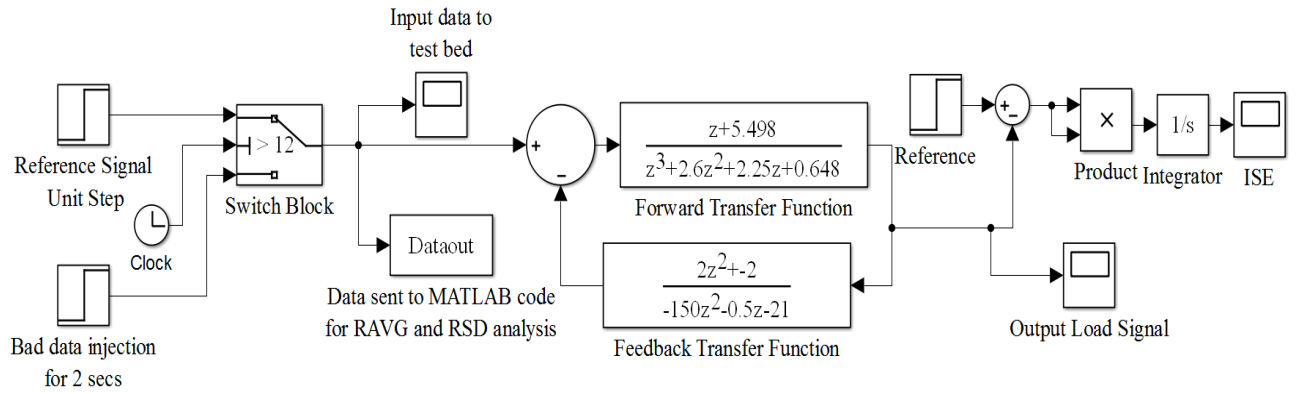 Input data to
test bed
Reference Signal
Unit Step
> 12
Switch Block
Clock
Bad data injection
for 2 secs
Dataout
Data sent to MATLAB code
for RAVG and RSD analysis
+
−
z+5.498
z³+2.6z²+2.25z+0.648
Forward Transfer Function
2z²+-2
-150z²-0.5z-21
Feedback Transfer Function
Reference
+
−
×
Product
1/s
Integrator
ISE
Output Load Signal